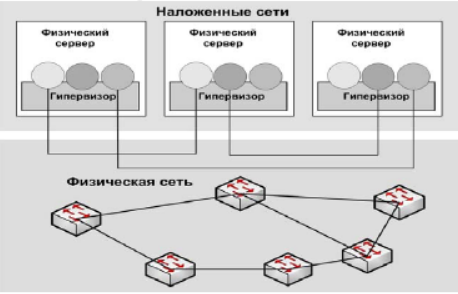 Наложенные сети
Физический
сервер
Гипервизор
Физический
сервер
Гипервизор
Физический
сервер
Гипервизор
Физическая сеть